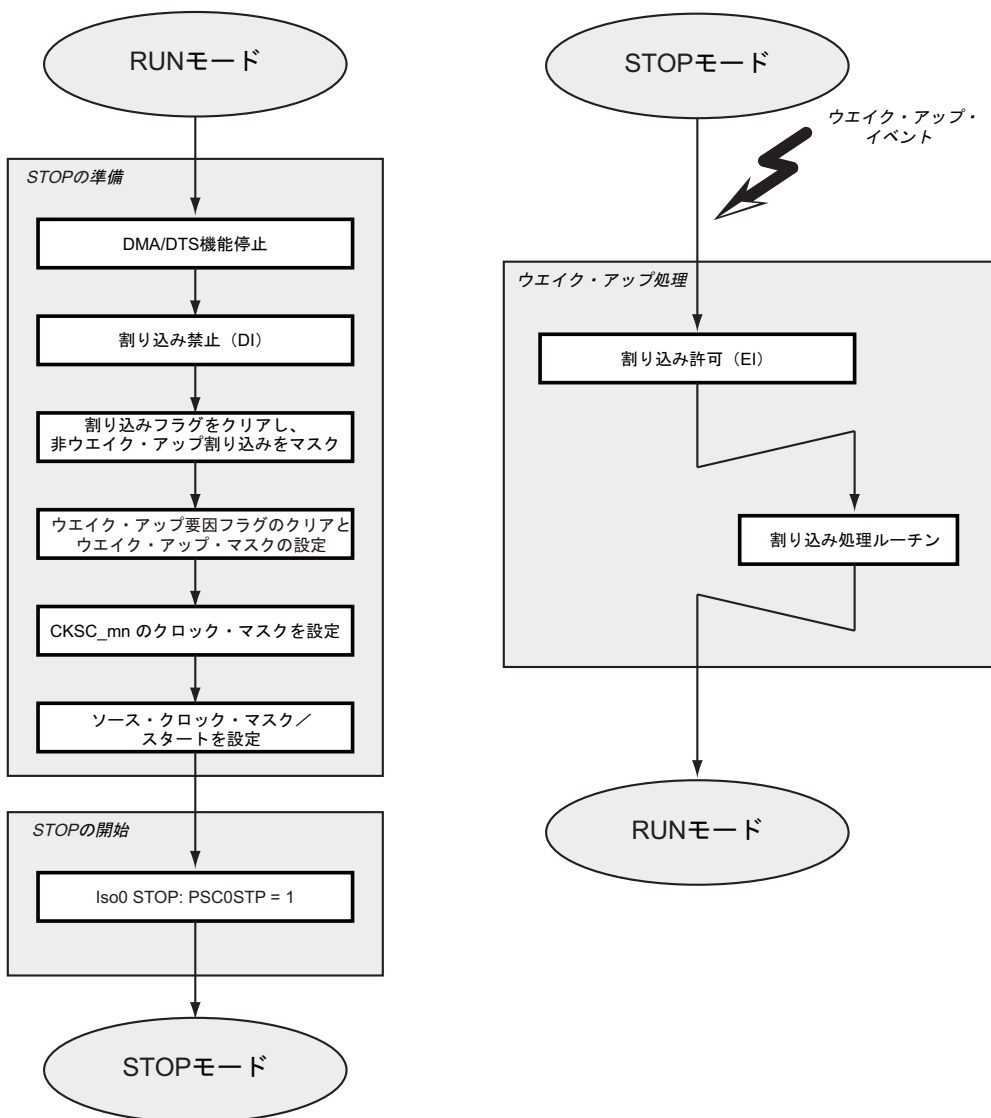 RUNモード
STOPの準備
DMA/DTS機能停止
割り込み禁止（DI）
割り込みフラグをクリアし、
非ウエイク・アップ割り込みをマスク
ウエイク・アップ要因フラグのクリアと
ウエイク・アップ・マスクの設定
CKSC_mn のクロック・マスクを設定
ソース・クロック・マスク／
スタートを設定
STOPの開始
Iso0 STOP: PSC0STP = 1
STOPモード
STOPモード
ウエイク・アップ・
イベント
ウエイク・アップ処理
割り込み許可（EI）
割り込み処理ルーチン
RUNモード